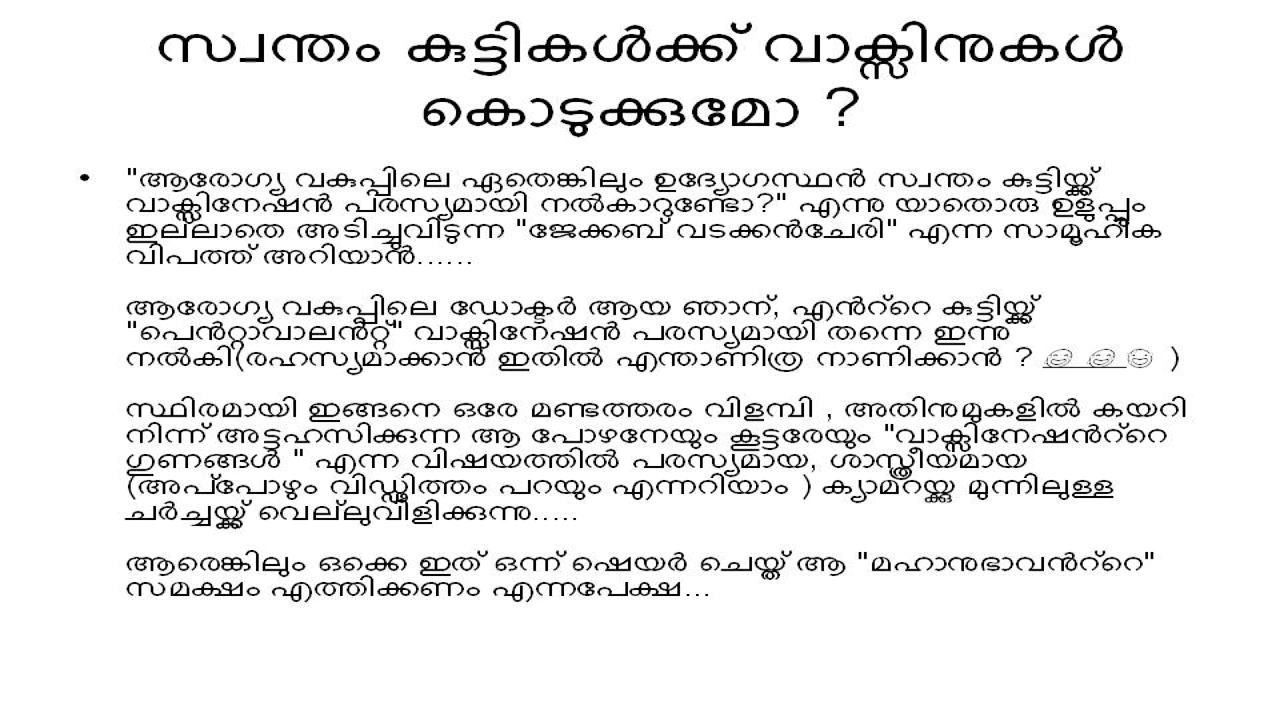 സ്വന്തം കുട്ടികൾക്ക് വാക്സിനുകൾ
കൊടുക്കുമോ ?
• "ആരോഗ്യ വകുപ്പിലെ ഏതെങ്കിലും ഉദ്യോഗസ്ഥൻ സ്വന്തം കുട്ടിയ്ക്ക്
വാക്സിനേഷൻ പരസ്യമായി നൽകാറുണ്ടോ?" എന്നു യാതൊരു ഉളുപ്പും
ഇല്ലാതെ അടിച്ചുവിടുന്ന "ജേക്കബ് വടക്കൻചേരി" എന്ന സാമൂഹീക
വിപത്ത് അറിയാൻ......
ആരോഗ്യ വകുപ്പിലെ ഡോക്ടർ ആയ ഞാന്, എൻറ്റെ കുട്ടിയ്ക്ക്
"പെൻറ്റാവാലൻറ്റ്" വാക്സിനേഷൻ പരസ്യമായി തന്നെ ഇന്നു
നൽകി(രഹസ്യമാക്കാൻ ഇതിൽ എന്താണിത്ര നാണിക്കാൻ ? 😊 😊 😊 )
സ്ഥിരമായി ഇങ്ങനെ ഒരേ മണ്ടത്തരം വിളമ്പി , അതിനുമുകളിൽ കയറി
നിന്ന് അട്ടഹസിക്കുന്ന ആ പോഴനേയും കൂട്ടരേയും "വാക്സിനേഷൻറ്റെ
ഗുണങ്ങൾ " എന്ന വിഷയത്തിൽ പരസ്യമായ, ശാസ്ത്രീയമായ
(അപ്പോഴും വിഡ്ഢിത്തം പറയും എന്നറിയാം ) ക്യാമറയ്ക്കു മുന്നിലുള്ള
ചർച്ചയ്ക്ക് വെല്ലുവിളിക്കുന്നു.....
ആരെങ്കിലും ഒക്കെ ഇത് ഒന്ന് ഷെയർ ചെയ്ത് ആ "മഹാനുഭാവൻറ്റെ"
സമക്ഷം എത്തിക്കണം എന്നപേക്ഷ...